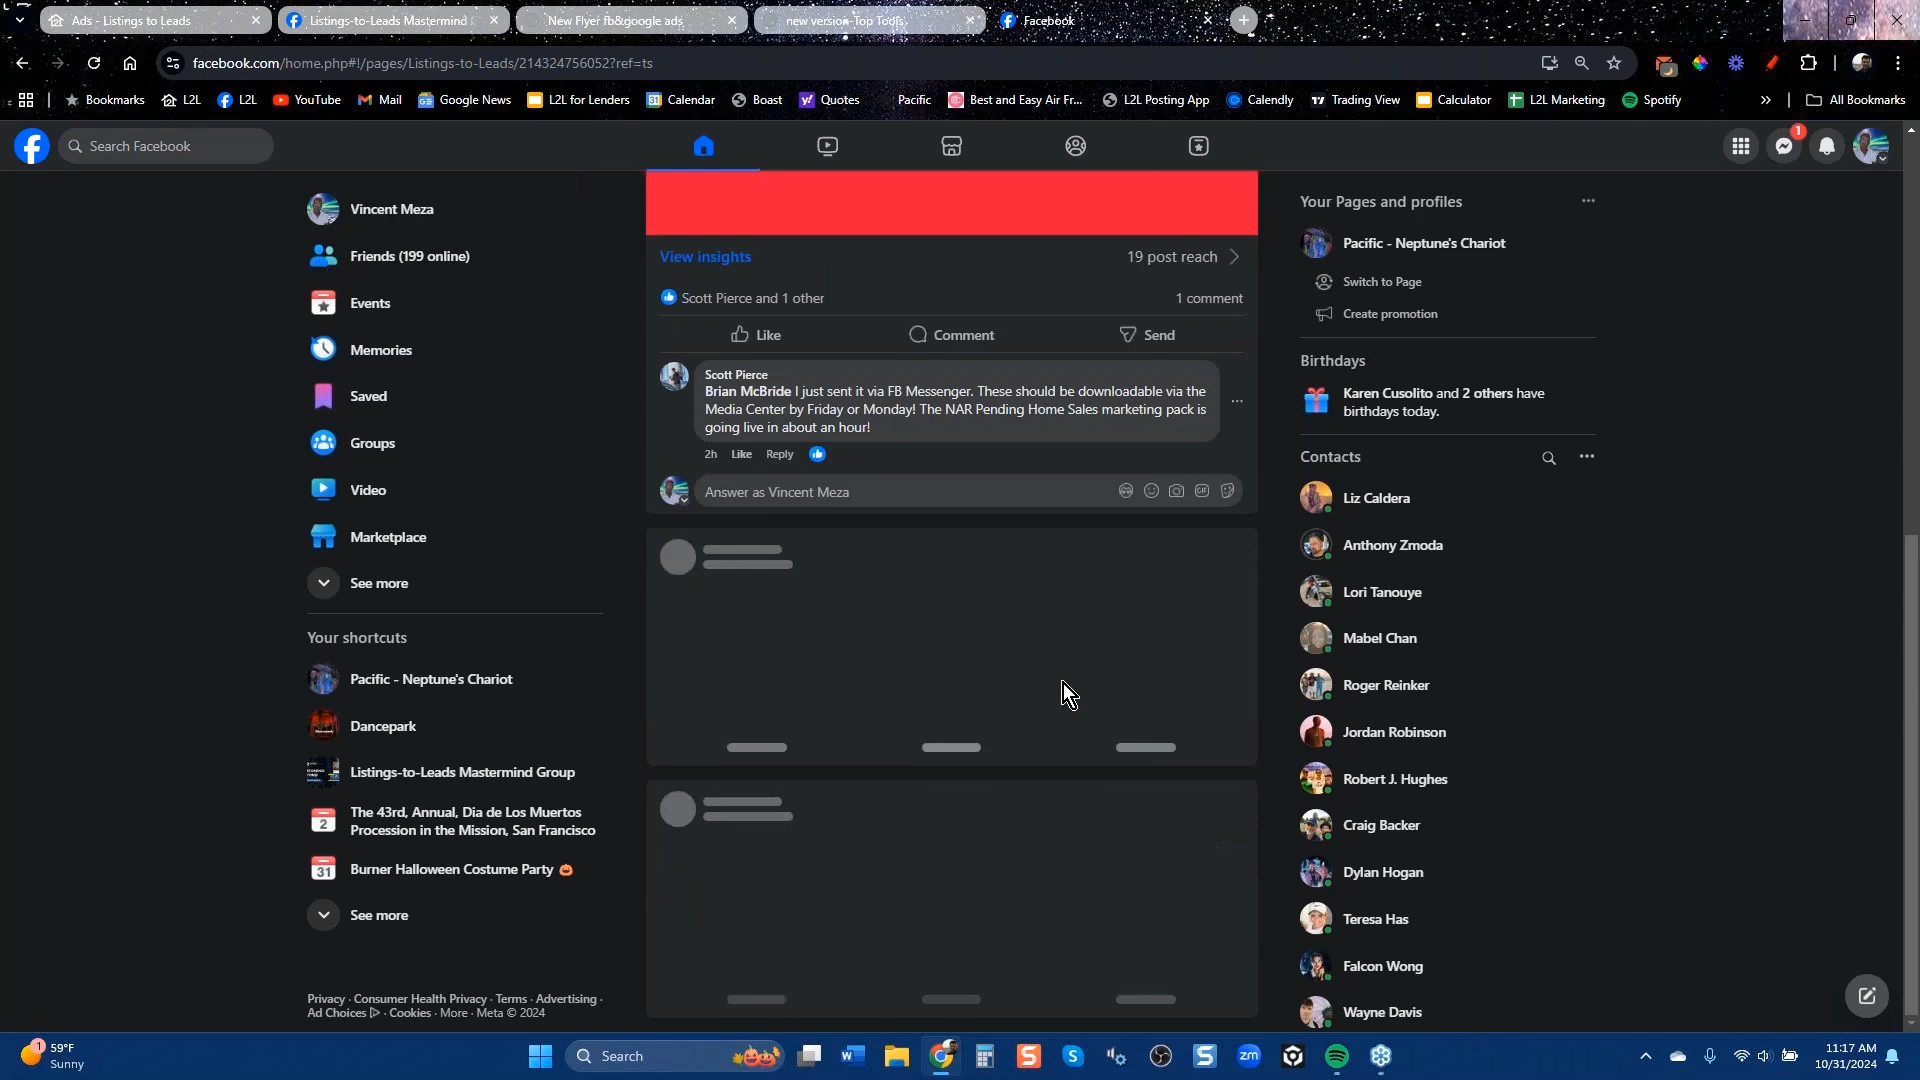 Ads - Listings to Leads
Listings-to-Leads Mastermind
New Flyer fb&google ads
new version-Top Tools
Facebook
facebook.com/home.php#!/pages/Listings-to-Leads/214324756052?ref=ts
Bookmarks
L2L
L2L
YouTube
Mail
Google News
L2L for Lenders
31
Calendar
Boast
Quotes
Pacific
Best and Easy Air Fr...
L2L Posting App
Calendly
Trading View
Calculator
L2L Marketing
Spotify
All Bookmarks
Search Facebook
1
Vincent Meza
Friends (199 online)
Events
Memories
Saved
Groups
Video
Marketplace
See more
Your shortcuts
Pacific - Neptune's Chariot
Dancepark
Listings-to-Leads Mastermind Group
2
The 43rd, Annual, Dia de Los Muertos
Procession in the Mission, San Francisco
31
Burner Halloween Costume Party 🎃
See more
Privacy · Consumer Health Privacy · Terms · Advertising ·
Ad Choices · Cookies · More · Meta © 2024
View insights
19 post reach
Scott Pierce and 1 other
1 comment
Like
Comment
Send
Scott Pierce
Brian McBride I just sent it via FB Messenger. These should be downloadable via the
Media Center by Friday or Monday! The NAR Pending Home Sales marketing pack is
going live in about an hour!
2h Like Reply
Answer as Vincent Meza
GIF
Your Pages and profiles
Pacific - Neptune's Chariot
Switch to Page
Create promotion
Birthdays
Karen Cusolito and 2 others have
birthdays today.
Contacts
Liz Caldera
Anthony Zmoda
Lori Tanouye
Mabel Chan
Roger Reinker
Jordan Robinson
Robert J. Hughes
Craig Backer
Dylan Hogan
Teresa Has
Falcon Wong
Wayne Davis
1
59°F
Sunny
Search
zm
11:17 AM
10/31/2024